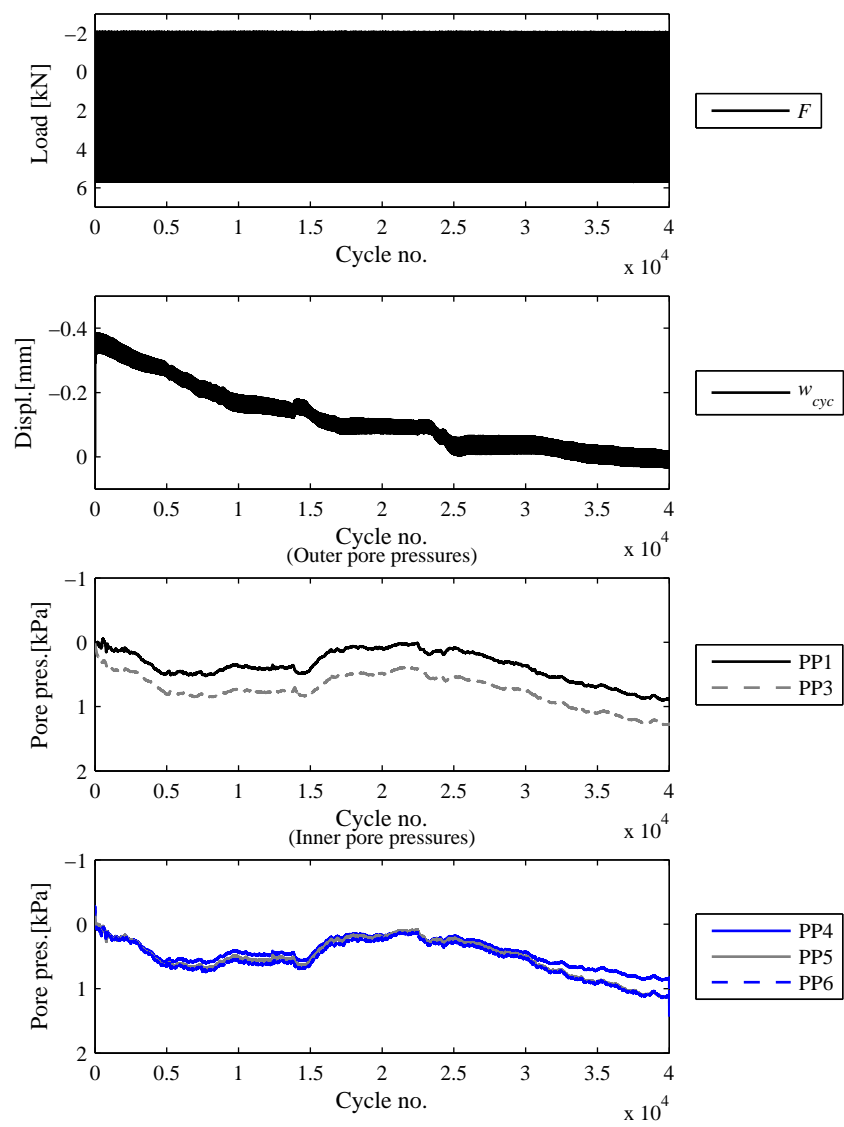 −2
0
2
4
6
Load [kN]
0 0.5 1 1.5 2 2.5 3 3.5 4
x 10^4
Cycle no.
F
−0.4
−0.2
0
Displ.[mm]
0 0.5 1 1.5 2 2.5 3 3.5 4
x 10^4
Cycle no.
w_cyc
(Outer pore pressures)
−1
0
1
2
Pore pres.[kPa]
0 0.5 1 1.5 2 2.5 3 3.5 4
x 10^4
Cycle no.
PP1
PP3
(Inner pore pressures)
−1
0
1
2
Pore pres.[kPa]
0 0.5 1 1.5 2 2.5 3 3.5 4
x 10^4
Cycle no.
PP4
PP5
PP6